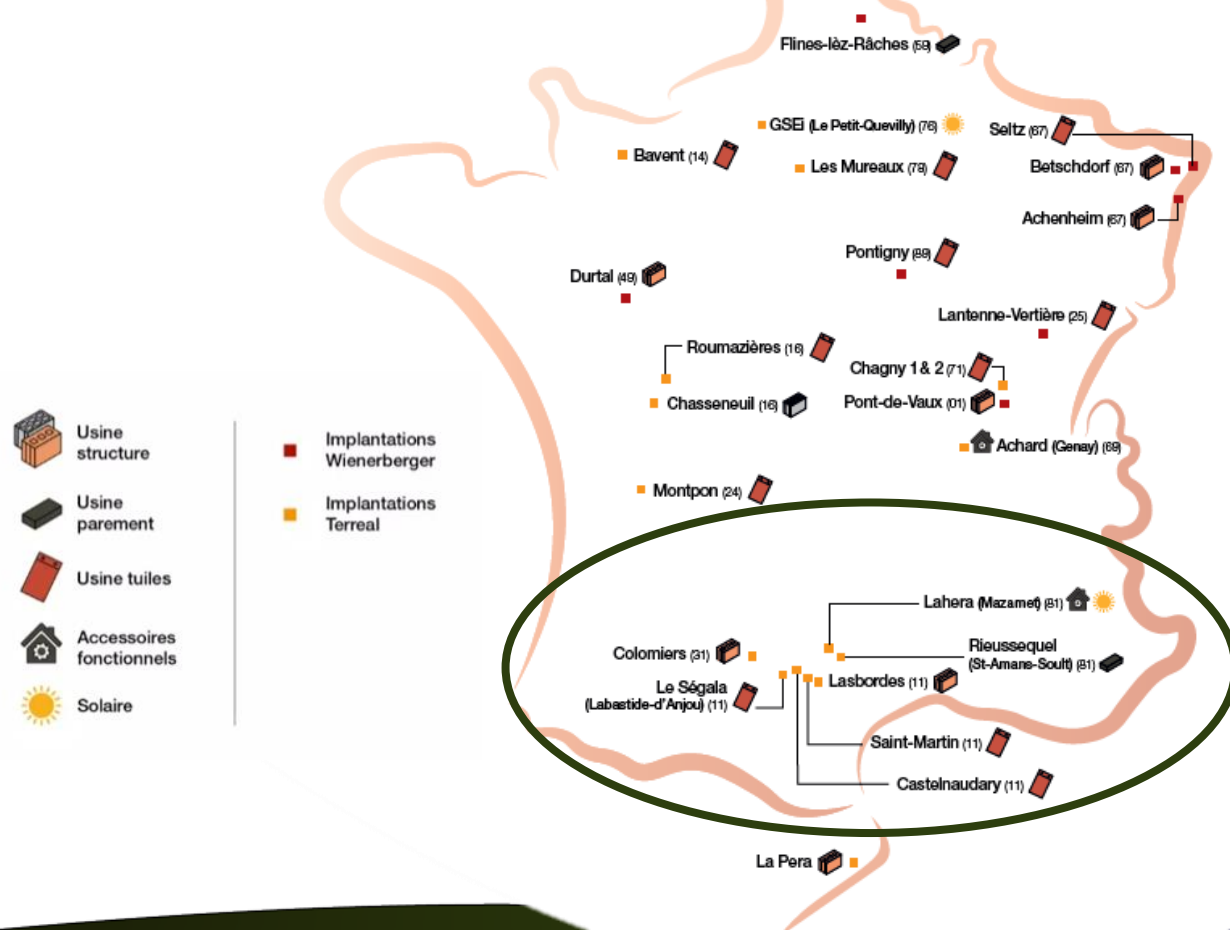 Flines-lèz-Râches (59)
GSEi (Le Petit-Quevilly) (76)
Seltz (67)
Bavent (14)
Les Mureaux (78)
Betschdorf (67)
Achenheim (67)
Pontigny (89)
Durtal (49)
Lantenne-Vertière (25)
Roumazières (16)
Chagny 1 & 2 (71)
Chasseneuil (16)
Pont-de-Vaux (01)
Achard (Genay) (69)
Montpon (24)
Usine
structure
Usine
parement
Usine tuiles
Accessoires
fonctionnels
Solaire
Implantations
Wienerberger
Implantations
Terreal
Lahera (Mazamet) (81)
Colomiers (31)
Rieussequel
(St-Amans-Soult) (81)
Le Ségala
(Labastide-d'Anjou) (11)
Lasbordes (11)
Saint-Martin (11)
Castelnaudary (11)
La Pera